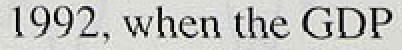 1992, when the GDP